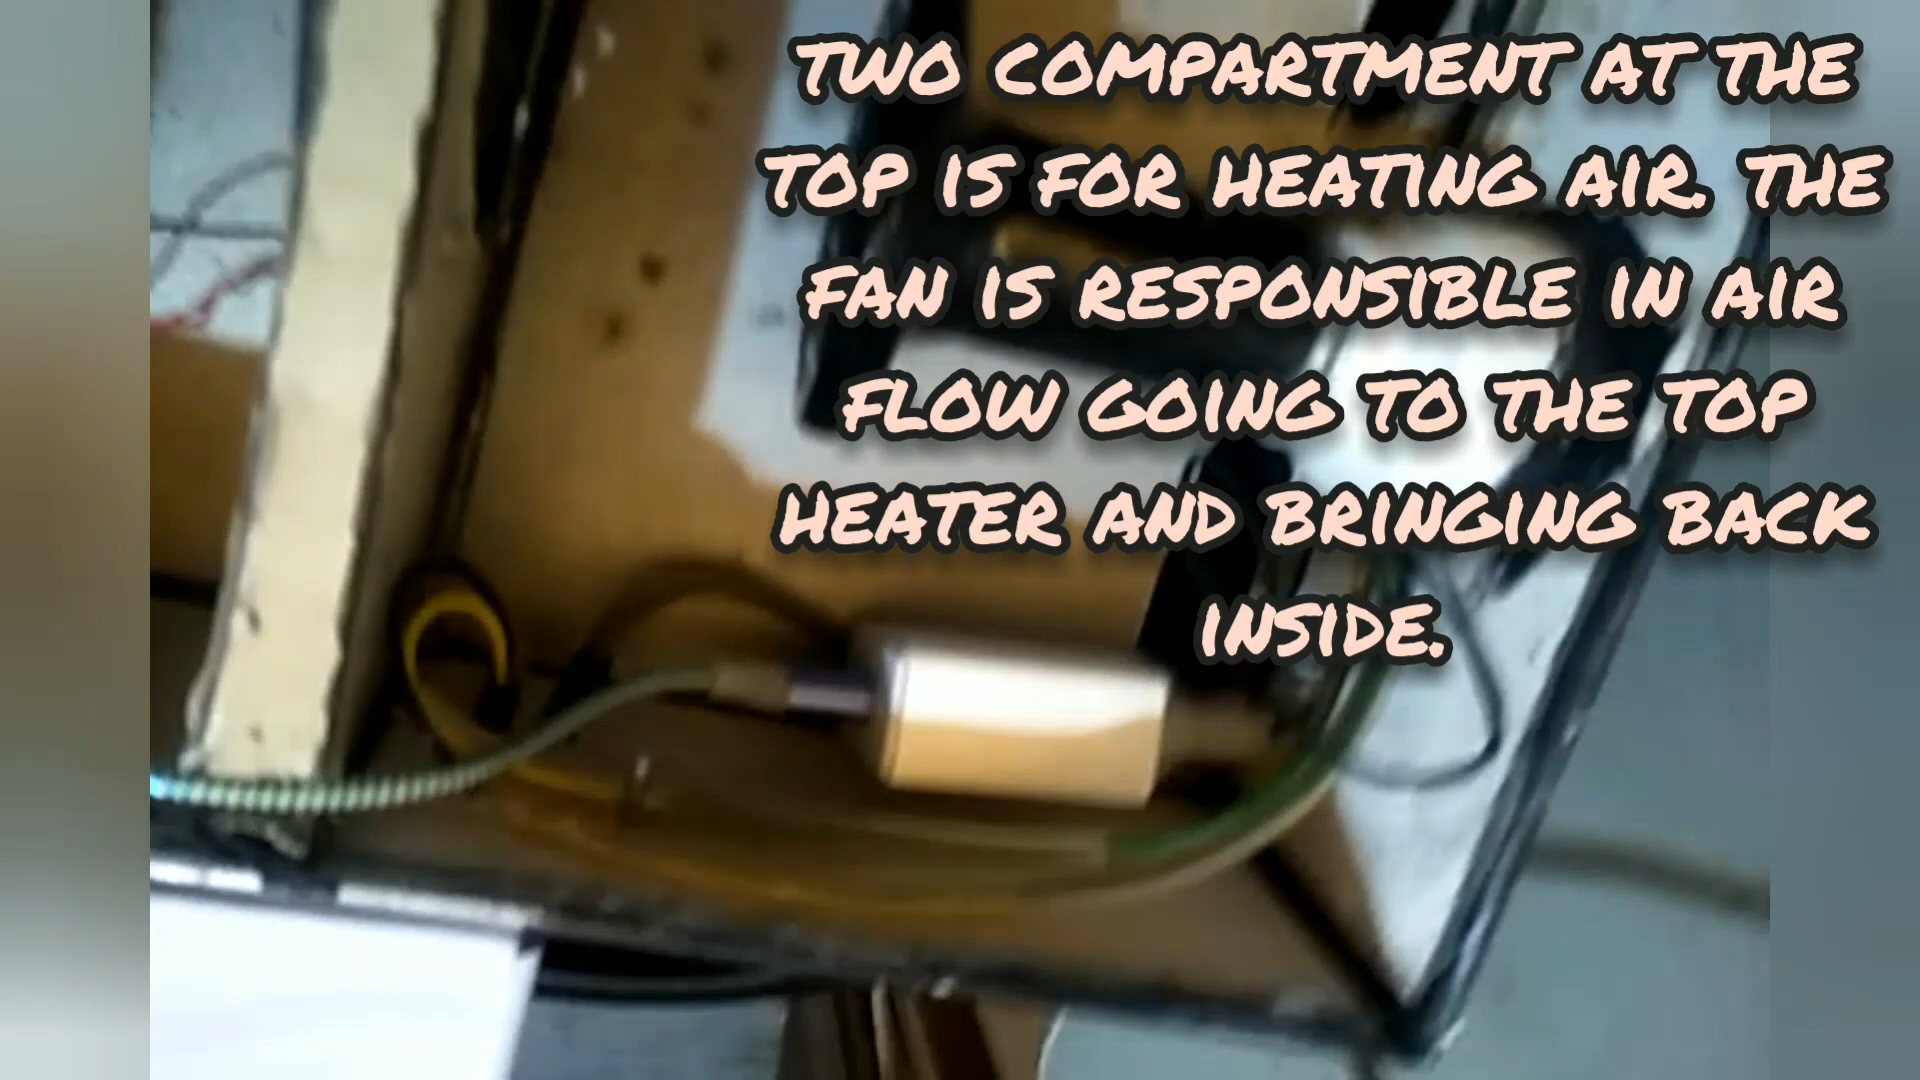 TWO COMPARTMENT AT THE
TOP IS FOR HEATING AIR. THE
FAN IS RESPONSIBLE IN AIR
FLOW GOING TO THE TOP
HEATER AND BRINGING BACK
INSIDE.